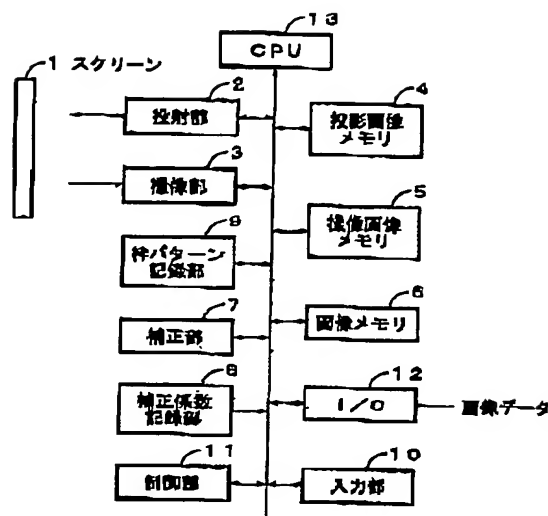 13
CPU
1 スクリーン
2
投射部
4
投影画像
メモリ
3
撮像部
5
撮像画像
メモリ
9
枠パターン
記録部
7
補正部
6
画像メモリ
8
補正係数
記録部
12
I/O
画像データ
11
制御部
10
入力部